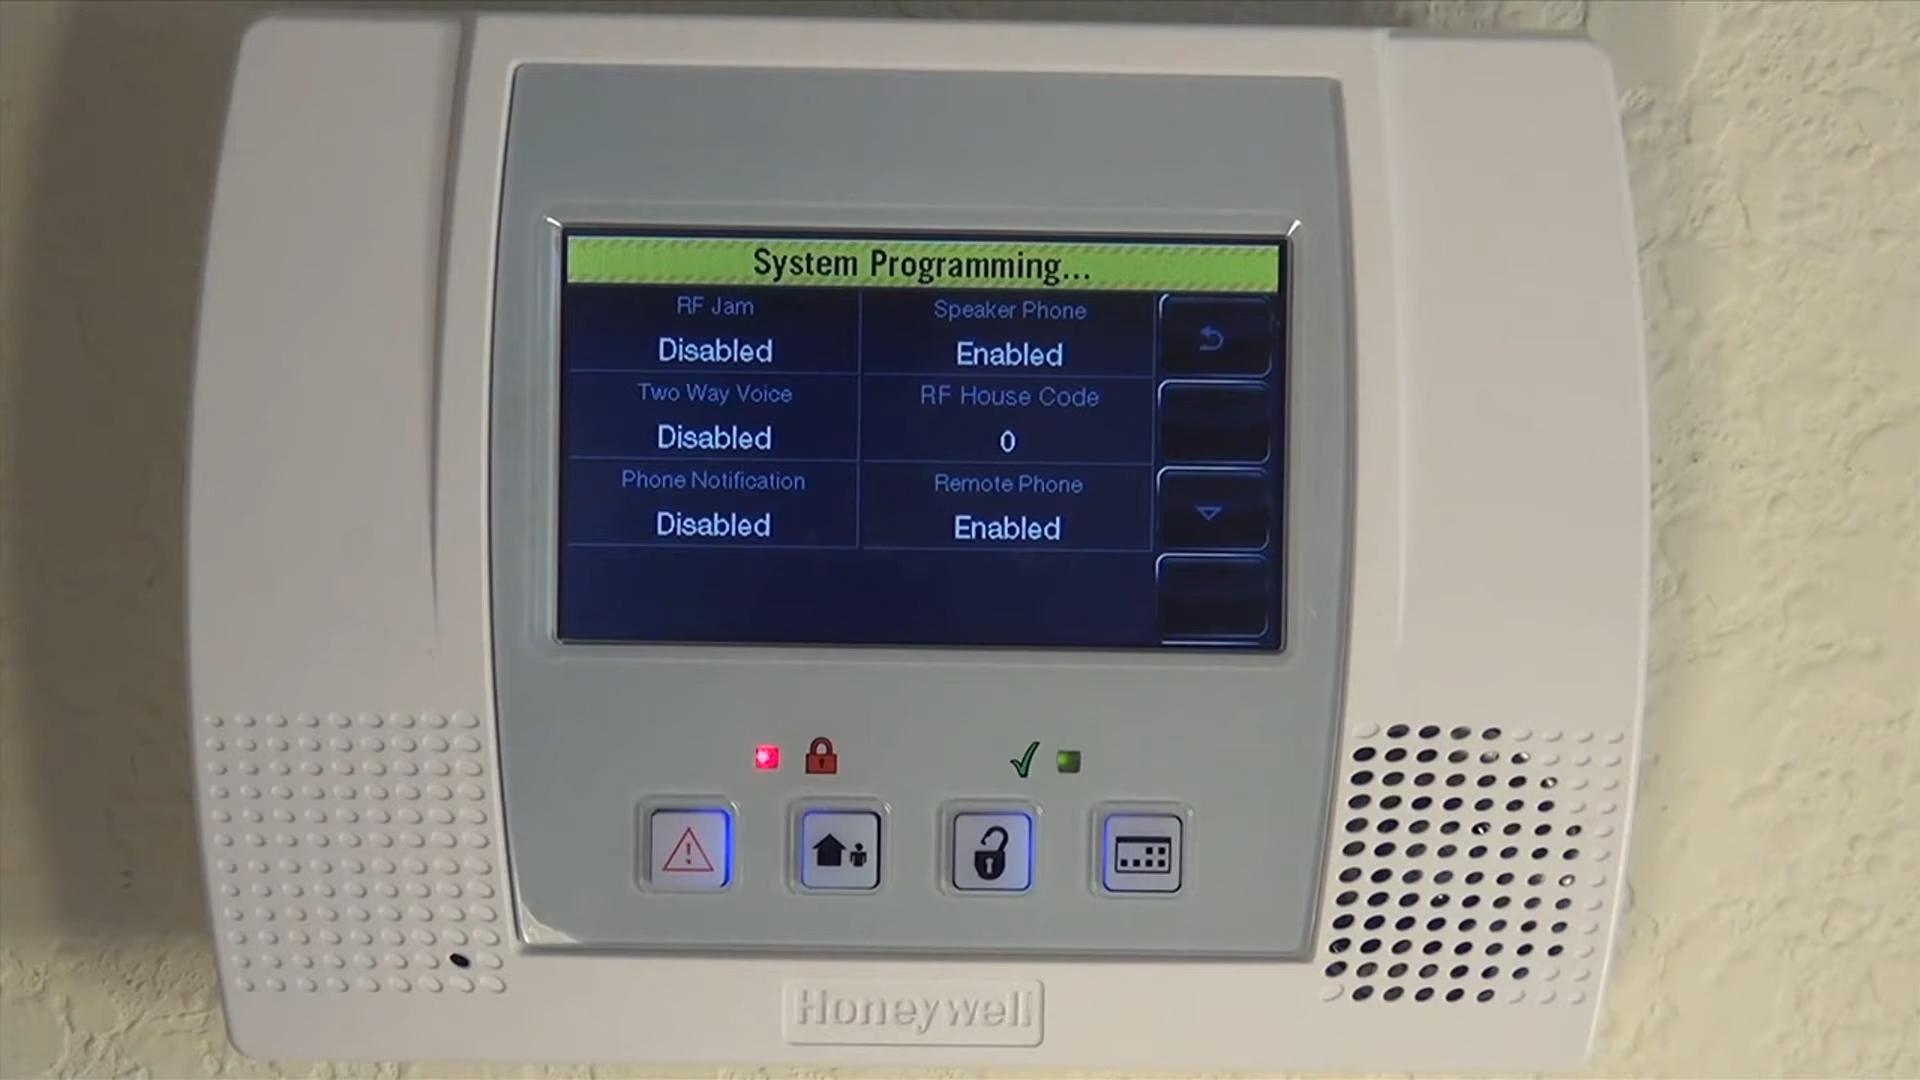 System Programming...
RF Jam
Disabled
Speaker Phone
Enabled
Two Way Voice
Disabled
RF House Code
0
Phone Notification
Disabled
Remote Phone
Enabled
Honeywell